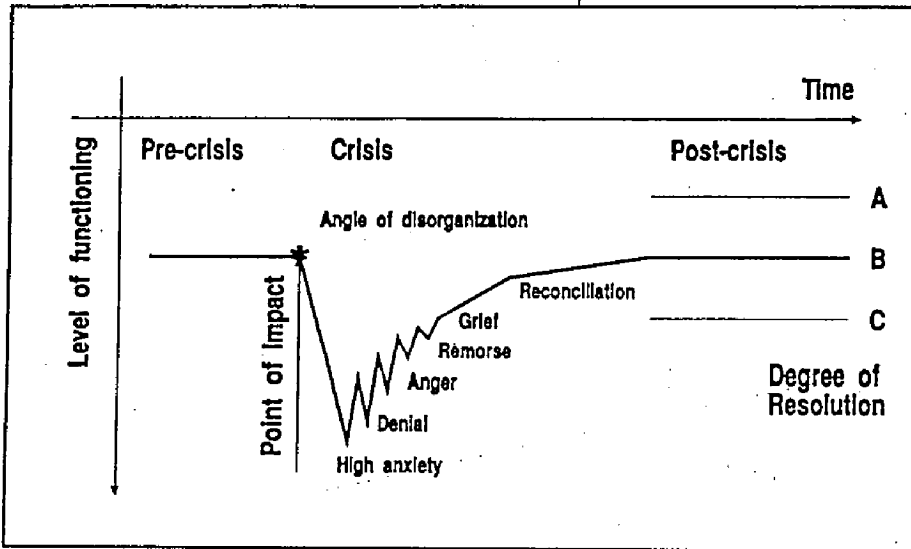 Time
Pre-crisis
Crisis
Post-crisis
A
Angle of disorganization
*
B
Reconciliation
C
Grief
Remorse
Anger
Denial
High anxiety
Degree of
Resolution
Level of functioning
Point of Impact